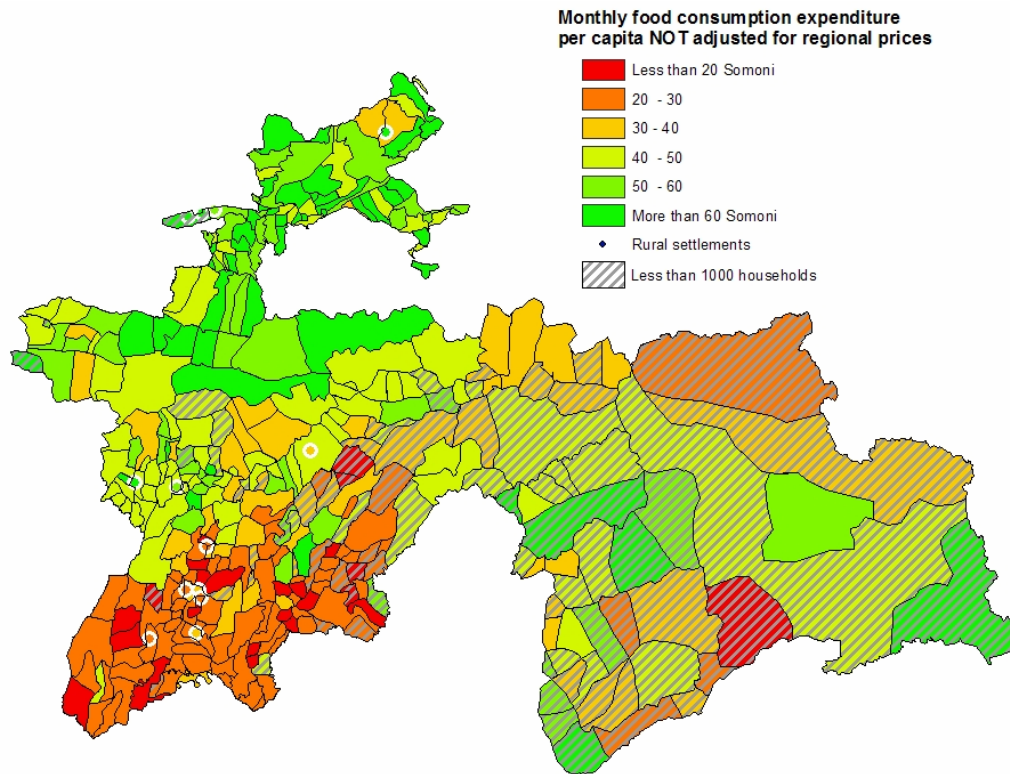 Monthly food consumption expenditure
per capita NOT adjusted for regional prices
Less than 20 Somoni
20 - 30
30 - 40
40 - 50
50 - 60
More than 60 Somoni
Rural settlements
Less than 1000 households